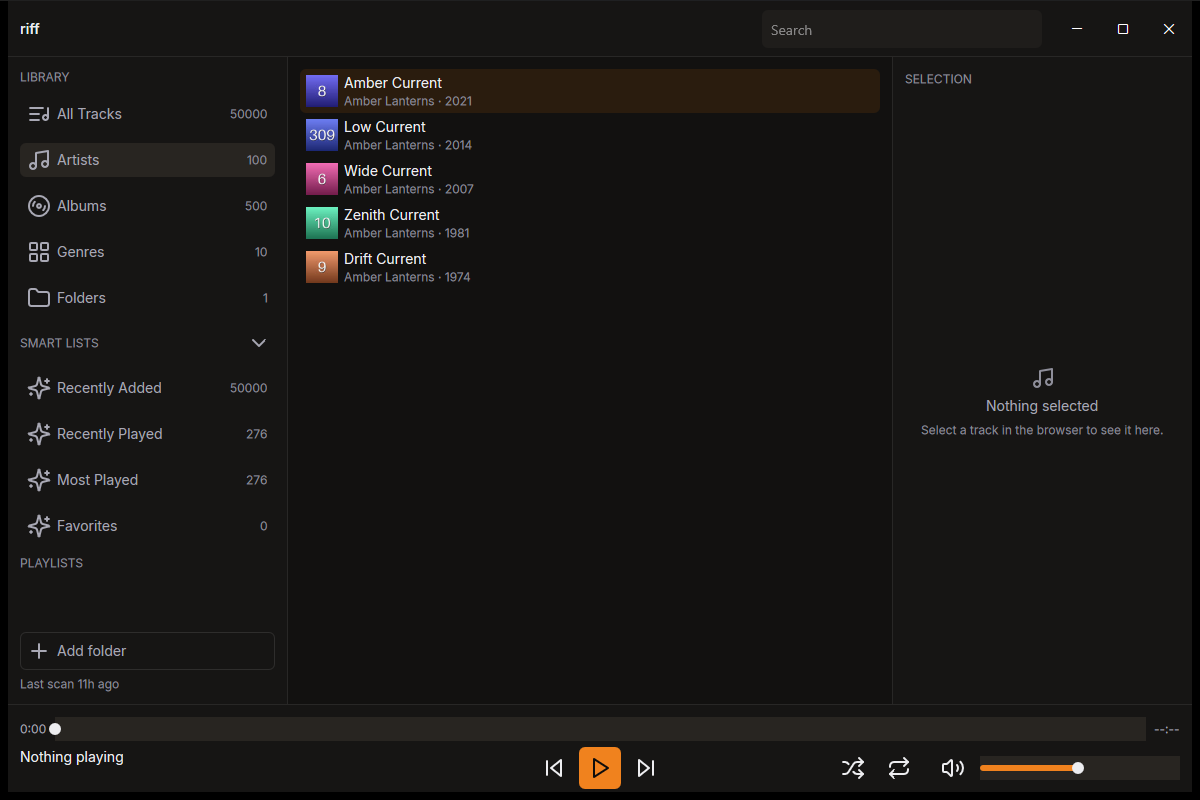 riff
Search
LIBRARY
All Tracks 50000
Artists 100
Albums 500
Genres 10
Folders 1
SMART LISTS
Recently Added 50000
Recently Played 276
Most Played 276
Favorites 0
PLAYLISTS
Add folder
Last scan 11h ago
8
Amber Current
Amber Lanterns · 2021
309
Low Current
Amber Lanterns · 2014
6
Wide Current
Amber Lanterns · 2007
10
Zenith Current
Amber Lanterns · 1981
9
Drift Current
Amber Lanterns · 1974
SELECTION
Nothing selected
Select a track in the browser to see it here.
0:00
--:--
Nothing playing